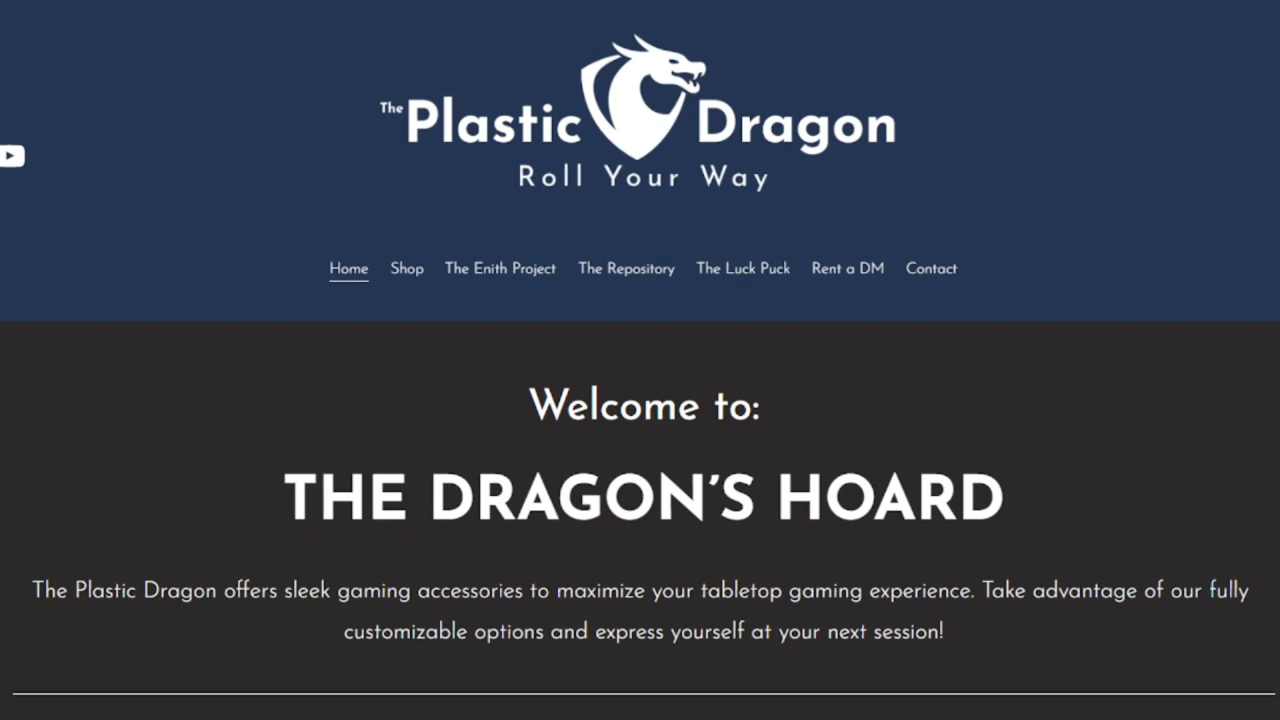 The Plastic Dragon
Roll Your Way
Home Shop The Enith Project The Repository The Luck Puck Rent a DM Contact
Welcome to:
THE DRAGON'S HOARD
The Plastic Dragon offers sleek gaming accessories to maximize your tabletop gaming experience. Take advantage of our fully
customizable options and express yourself at your next session!